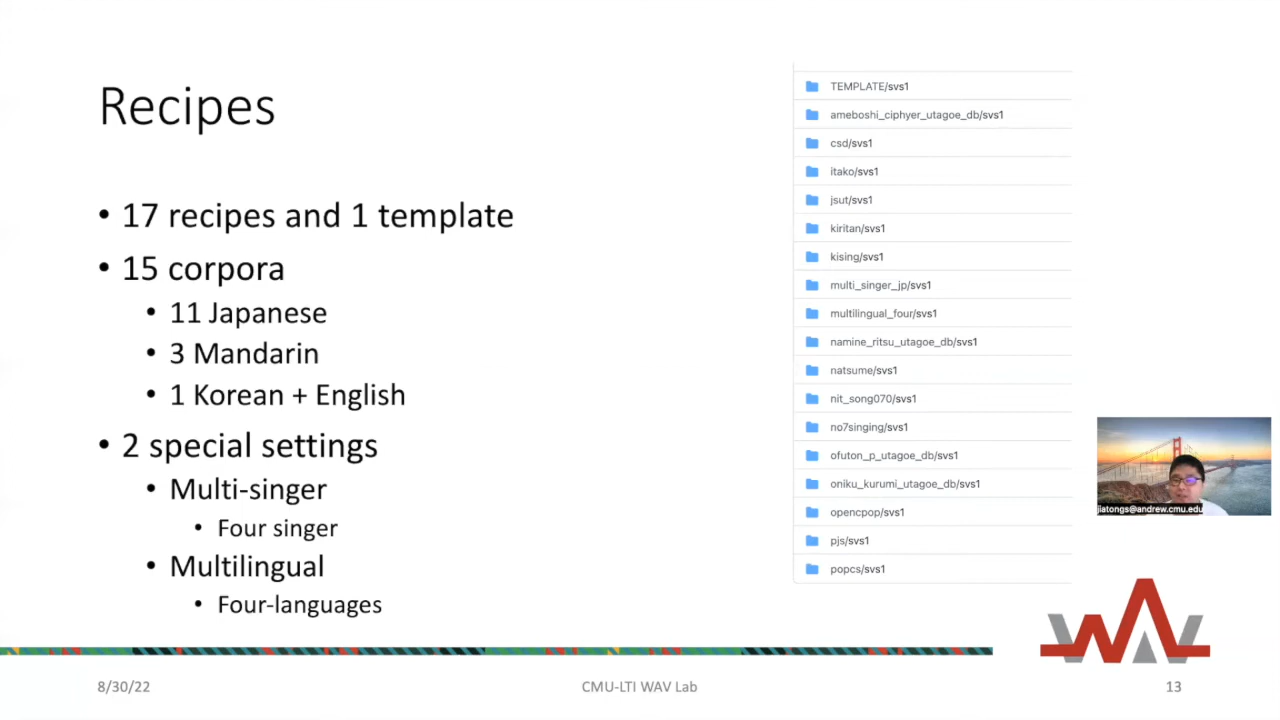 Recipes
• 17 recipes and 1 template
• 15 corpora
• 11 Japanese
• 3 Mandarin
• 1 Korean + English
• 2 special settings
• Multi-singer
• Four singer
• Multilingual
• Four-languages
TEMPLATE/svs1
ameboshi_ciphyer_utagoe_db/svs1
csd/svs1
itako/svs1
jsut/svs1
kiritan/svs1
kising/svs1
multi_singer_jp/svs1
multilingual_four/svs1
namine_ritsu_utagoe_db/svs1
natsume/svs1
nit_song070/svs1
no7singing/svs1
ofuton_p_utagoe_db/svs1
oniku_kurumi_utagoe_db/svs1
opencpop/svs1
pjs/svs1
popcs/svs1
jiatongs@andrew.cmu.edu
WAV
8/30/22
CMU-LTI WAV Lab
13